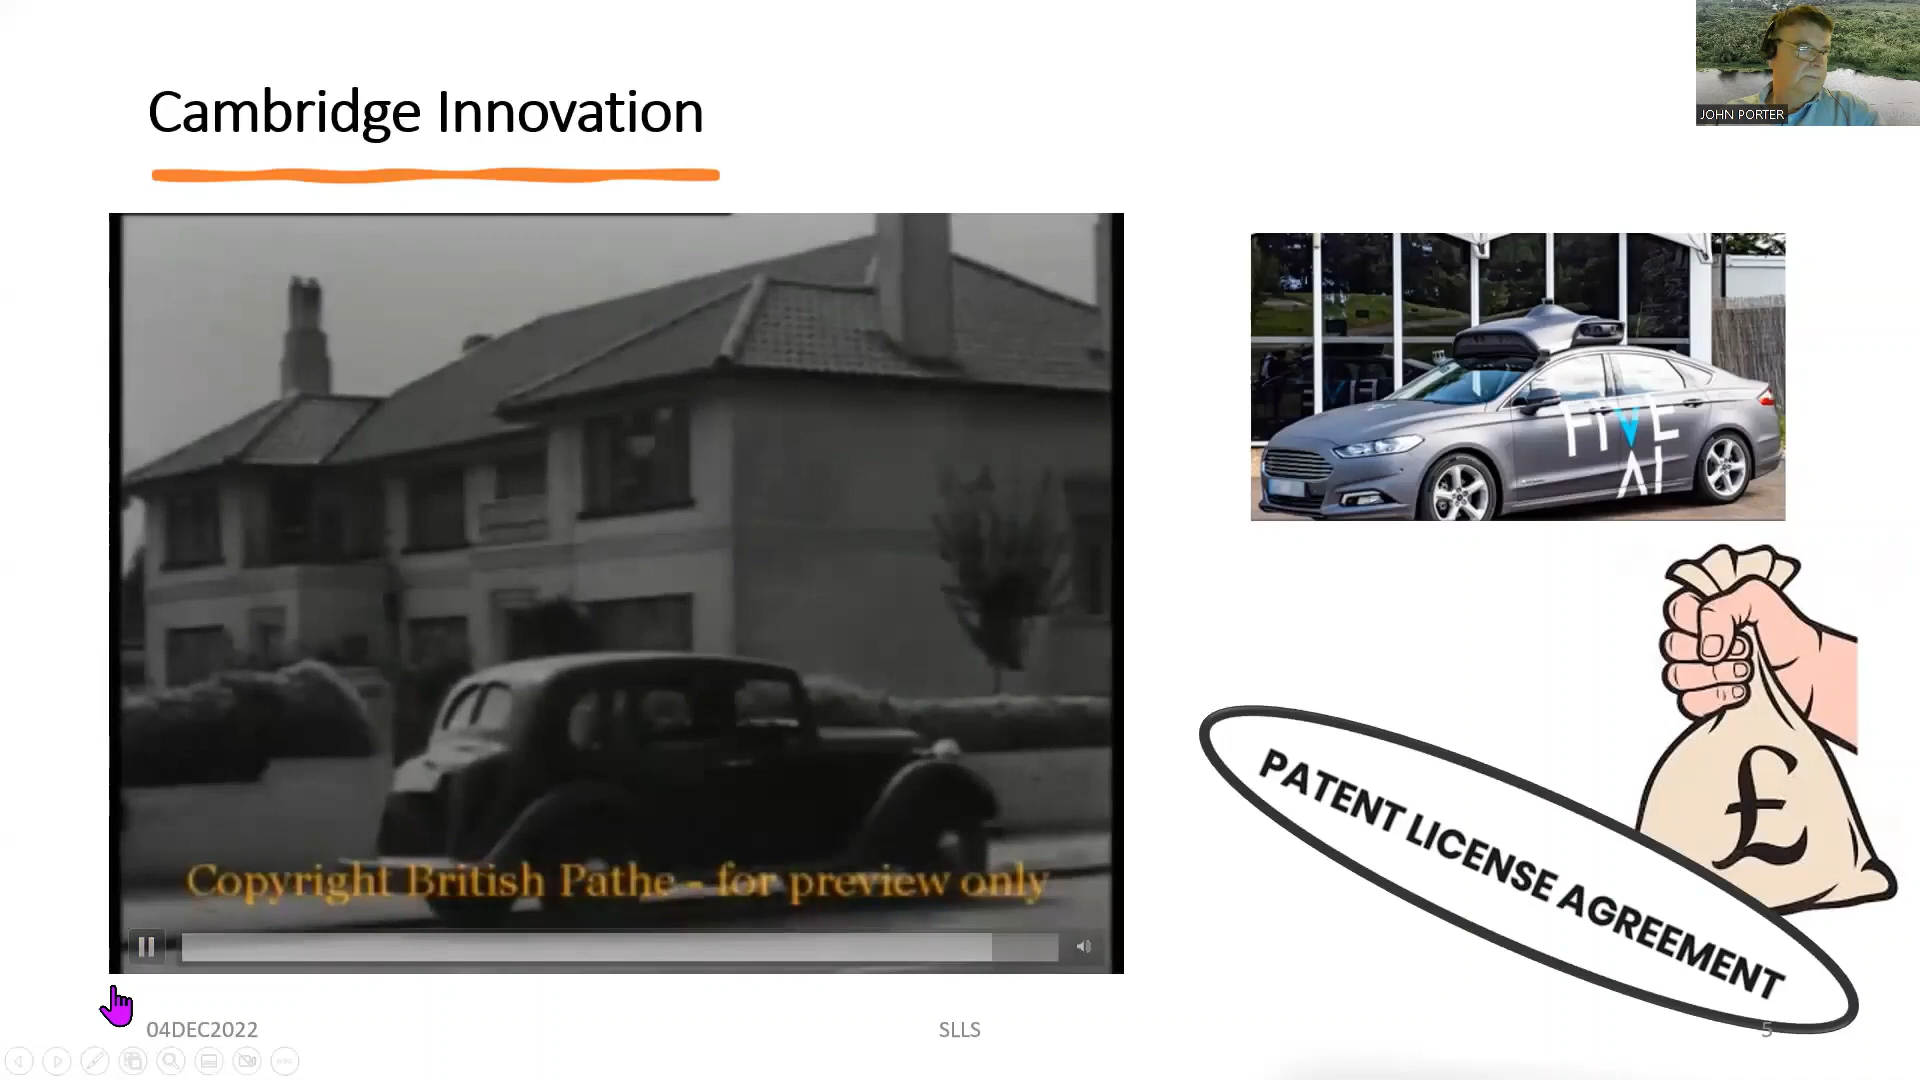 Cambridge Innovation
JOHN PORTER
FIVE
AI
Copyright British Pathe - for preview only
£
PATENT LICENSE AGREEMENT
04DEC2022
SLLS
5